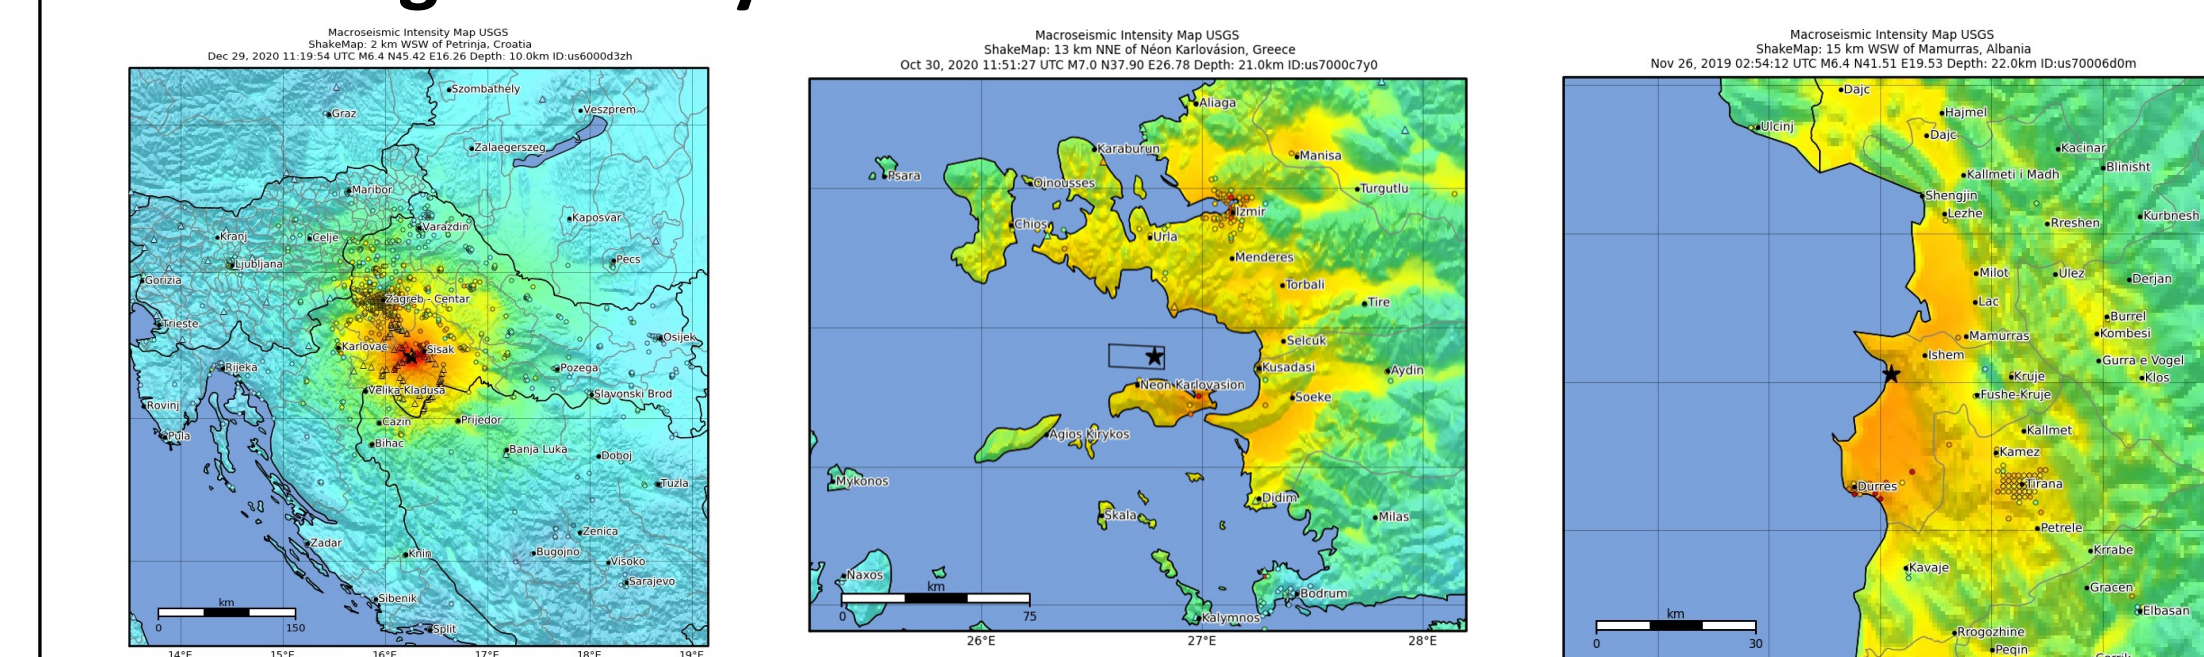 Macroseismic Intensity Map USGS
ShakeMap: 2 km WSW of Petrinja, Croatia
Dec 29, 2020 11:19:54 UTC M6.4 N45.42 E16.26 Depth: 10.0km ID:us6000d3zh
Szombathely
Graz
Veszprem
Zalaegerszeg
Maribor
Kaposvar
Varazdin
Kranj
Celje
Ljubljana
Pecs
Gorizia
Zagreb - Centar
Trieste
Osijek
Karlovac
Sisak
Rijeka
Pozega
Velika Kladusa
Slavonski Brod
Rovinj
Cazin
Prijedor
Pula
Bihac
Banja Luka
Doboj
Tuzla
Zenica
Zadar
Knin
Bugojno
Visoko
Sarajevo
Sibenik
km
0 150
Split
14°E 15°E 16°E 17°E 18°E 19°E
Macroseismic Intensity Map USGS
ShakeMap: 13 km NNE of Néon Karlovásion, Greece
Oct 30, 2020 11:51:27 UTC M7.0 N37.90 E26.78 Depth: 21.0km ID:us7000c7y0
Aliaga
Karaburun
Manisa
Psara
Oinousses
Turgutlu
Izmir
Chios
Urla
Menderes
Torbali
Tire
Selcuk
Kusadasi
Aydin
Neon Karlovasion
Soeke
Agios Kirykos
Mykonos
Didim
Skala
Milas
Naxos
km
0 75
Bodrum
Kalymnos
26°E 27°E 28°E
Macroseismic Intensity Map USGS
ShakeMap: 15 km WSW of Mamurras, Albania
Nov 26, 2019 02:54:12 UTC M6.4 N41.51 E19.53 Depth: 22.0km ID:us70006d0m
Dajc
Hajmel
Ulcinj
Dajc
Kacinar
Blinisht
Kallmeti i Madh
Shengjin
Lezhe
Kurbnesh
Rreshen
Milot
Ulez
Derjan
Lac
Burrel
Mamurras
Kombesi
Ishem
Gurra e Vogel
Kruje
Klos
Fushe-Kruje
Kallmet
Kamez
Durres
Tirana
Petrele
Krrabe
Kavaje
Gracen
Elbasan
km
0 30
Rrogozhine
Peqin